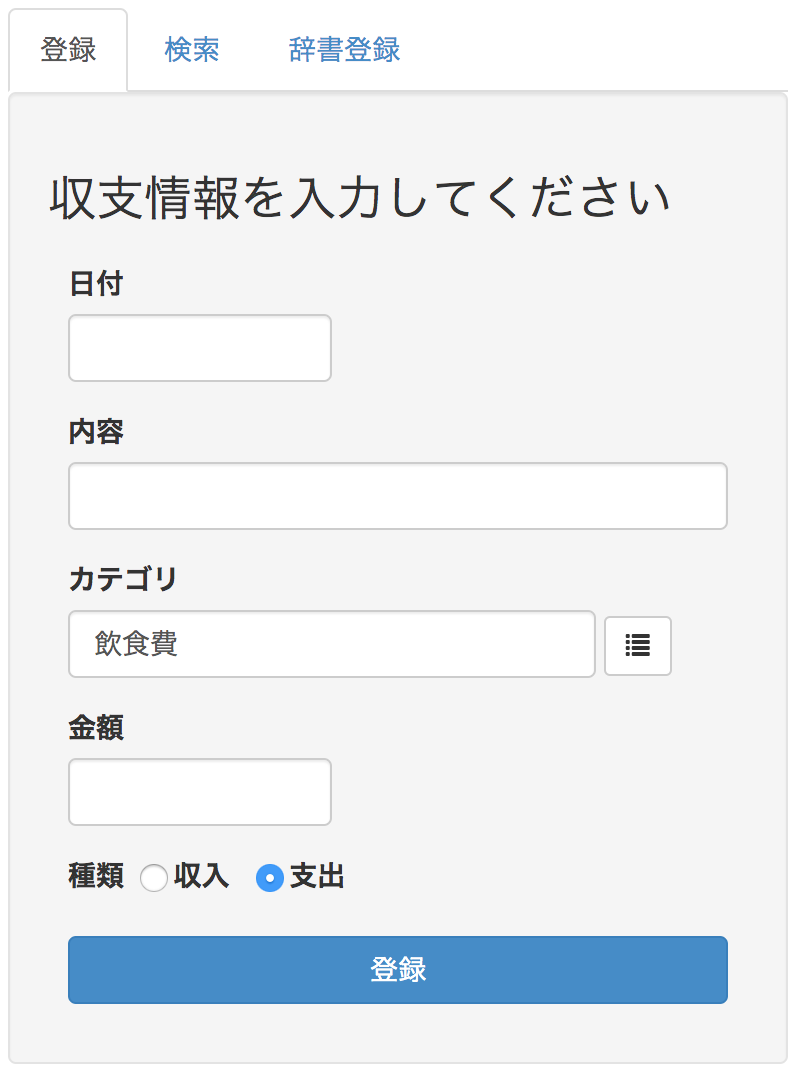 登録 検索 辞書登録
収支情報を入力してください
日付
内容
カテゴリ
飲食費
金額
種類 収入 支出
登録